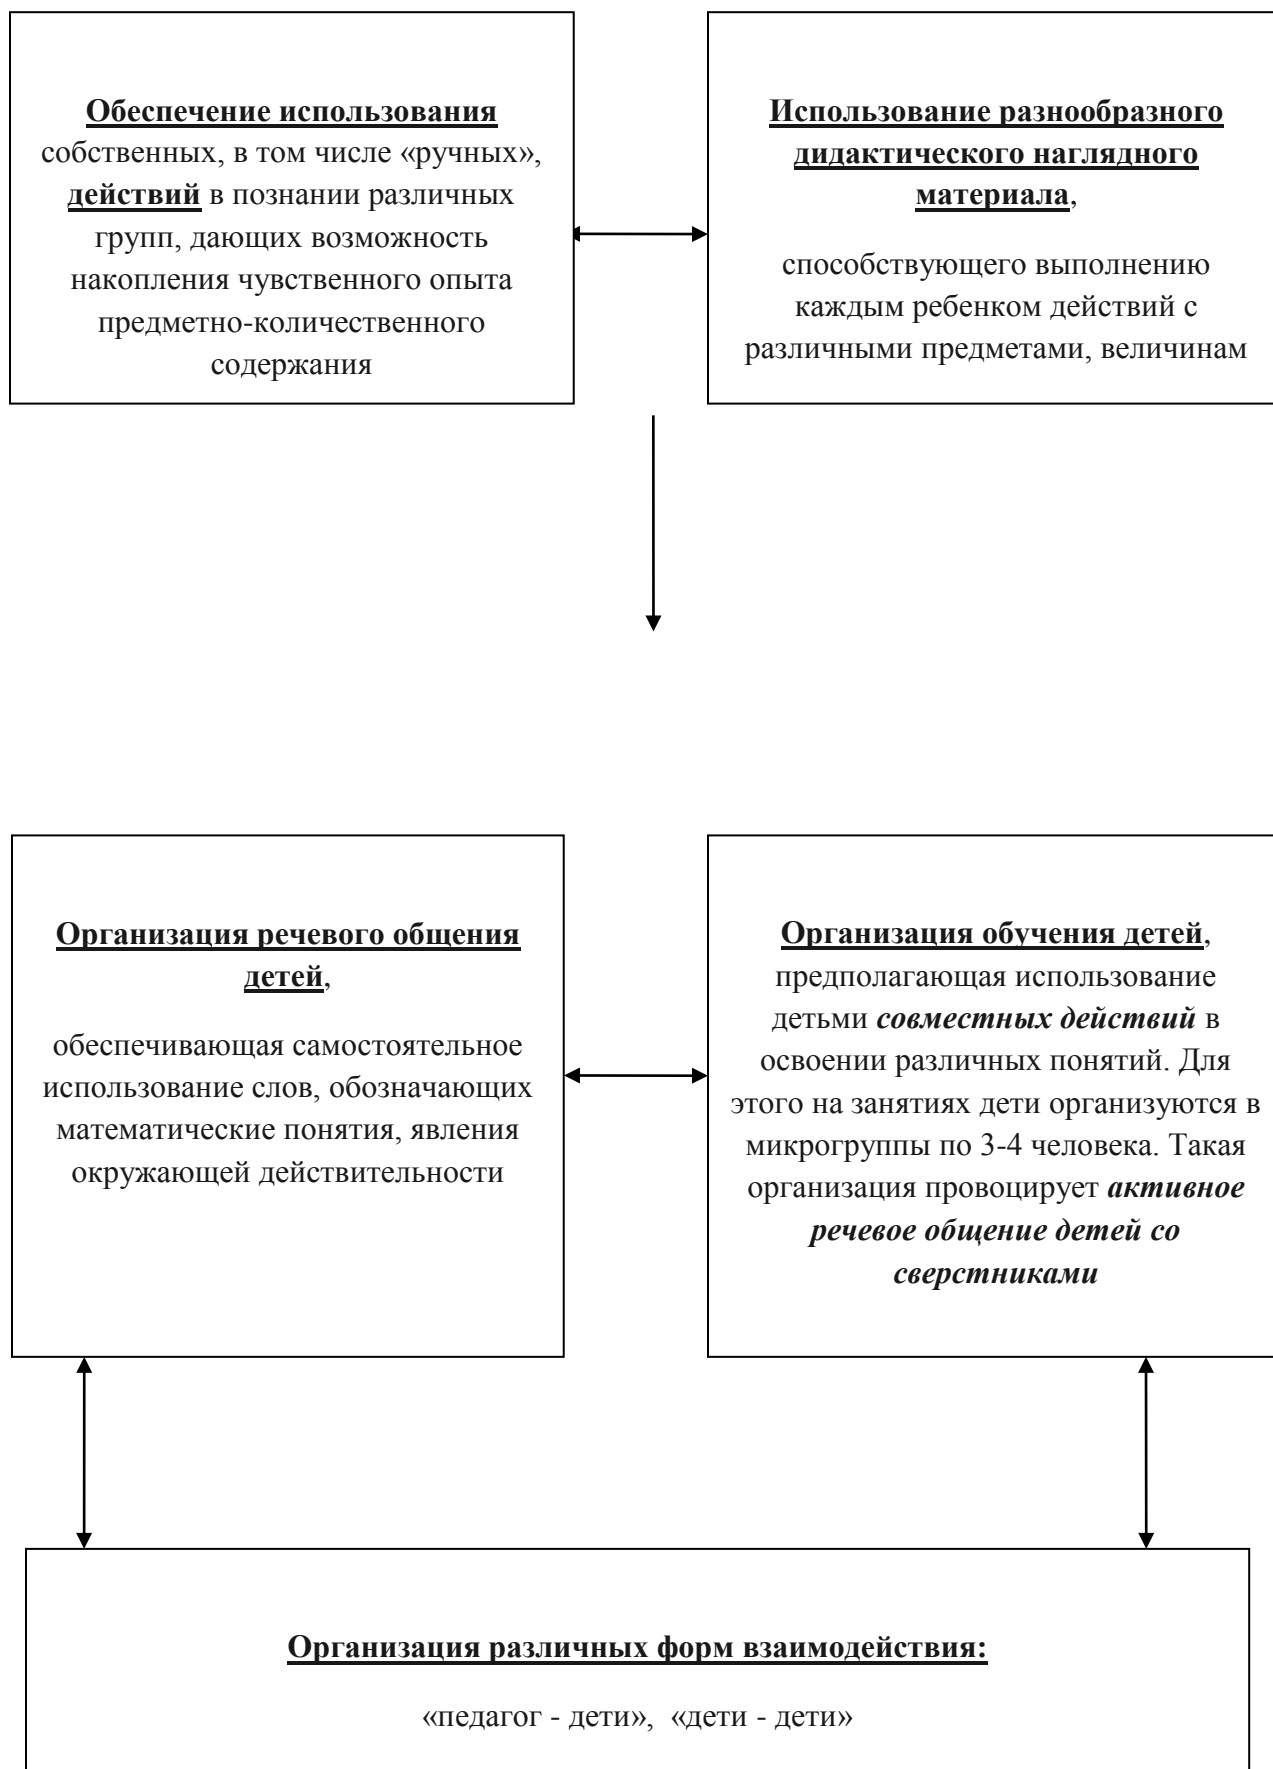 Обеспечение использования
собственных, в том числе «ручных»,
действий в познании различных
групп, дающих возможность
накопления чувственного опыта
предметно-количественного
содержания
Использование разнообразного
дидактического наглядного
материала,
способствующего выполнению
каждым ребенком действий с
различными предметами, величинам
Организация речевого общения
детей,
обеспечивающая самостоятельное
использование слов, обозначающих
математические понятия, явления
окружающей действительности
Организация обучения детей,
предполагающая использование
детьми совместных действий в
освоении различных понятий. Для
этого на занятиях дети организуются в
микрогруппы по 3-4 человека. Такая
организация провоцирует активное
речевое общение детей со
сверстниками
Организация различных форм взаимодействия:
«педагог - дети», «дети - дети»